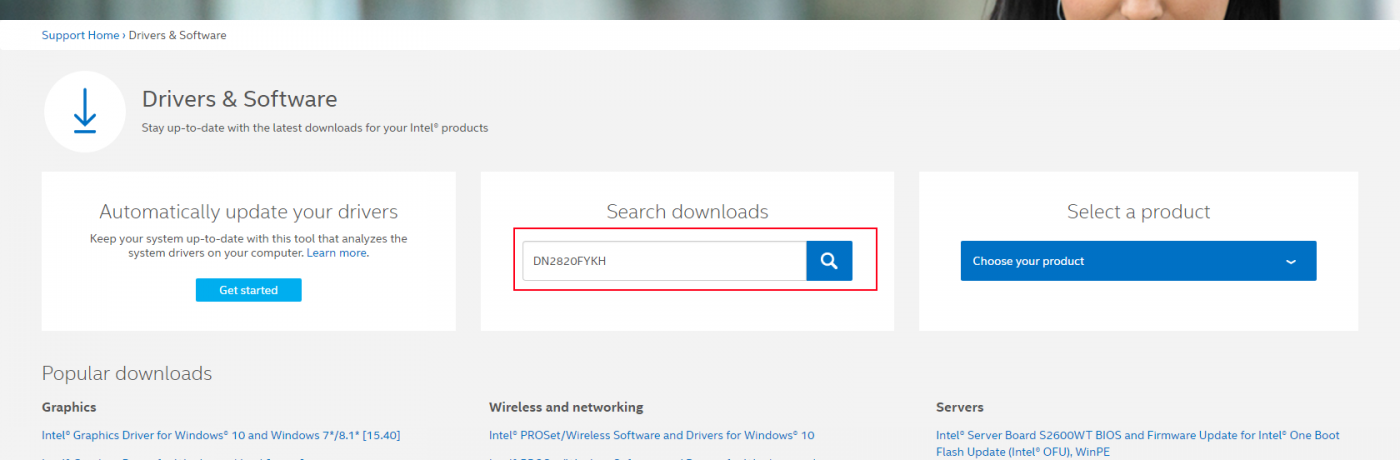 Support Home › Drivers & Software
Drivers & Software
Stay up-to-date with the latest downloads for your Intel® products
Automatically update your drivers
Keep your system up-to-date with this tool that analyzes the
system drivers on your computer. Learn more.
Get started
Search downloads
DN2820FYKH
Select a product
Choose your product
Popular downloads
Graphics
Intel® Graphics Driver for Windows® 10 and Windows 7*/8.1* [15.40]
Wireless and networking
Intel® PROSet/Wireless Software and Drivers for Windows® 10
Servers
Intel® Server Board S2600WT BIOS and Firmware Update for Intel® One Boot
Flash Update (Intel® OFU), WinPE